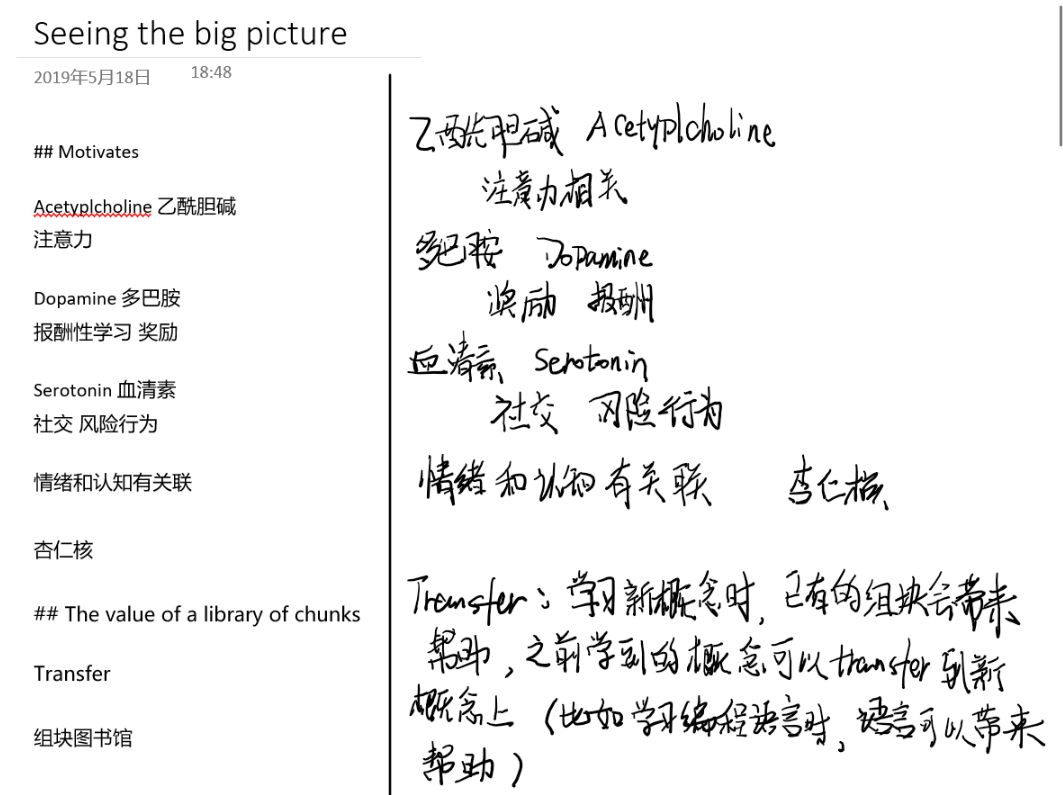 Seeing the big picture
2019年5月18日 18:48
## Motivates
Acetyplcholine 乙酰胆碱
注意力
Dopamine 多巴胺
报酬性学习 奖励
Serotonin 血清素
社交 风险行为
情绪和认知有关联
杏仁核
## The value of a library of chunks
Transfer
组块图书馆
乙酰胆碱 Acetyplcholine
注意力相关
多巴胺 Dopamine
奖励 报酬
血清素 Serotonin
社交 风险行为
情绪和认知有关联 杏仁核
Transfer：学习新概念时，已有的组块会带来
帮助，之前学到的概念可以transfer到新
概念上（比如学习编程语言时，语言可以带来
帮助）